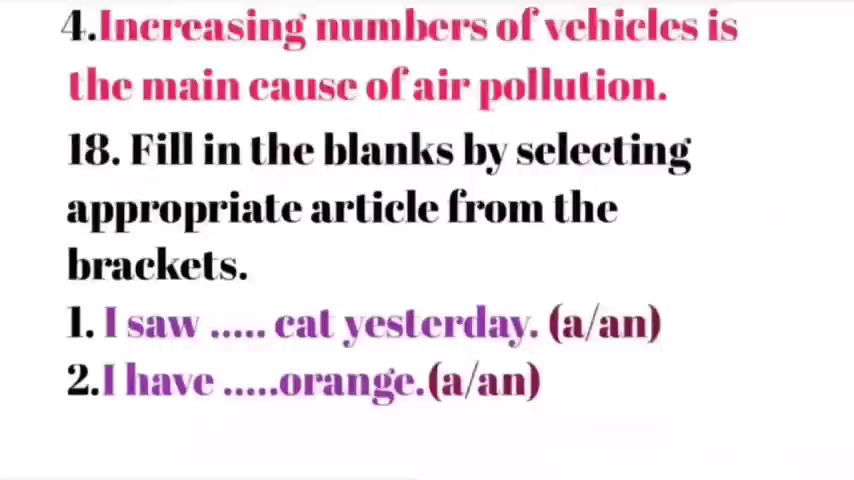 4.Increasing numbers of vehicles is
the main cause of air pollution.
18. Fill in the blanks by selecting
appropriate article from the
brackets.
1. I saw ..... cat yesterday. (a/an)
2.I have .....orange.(a/an)